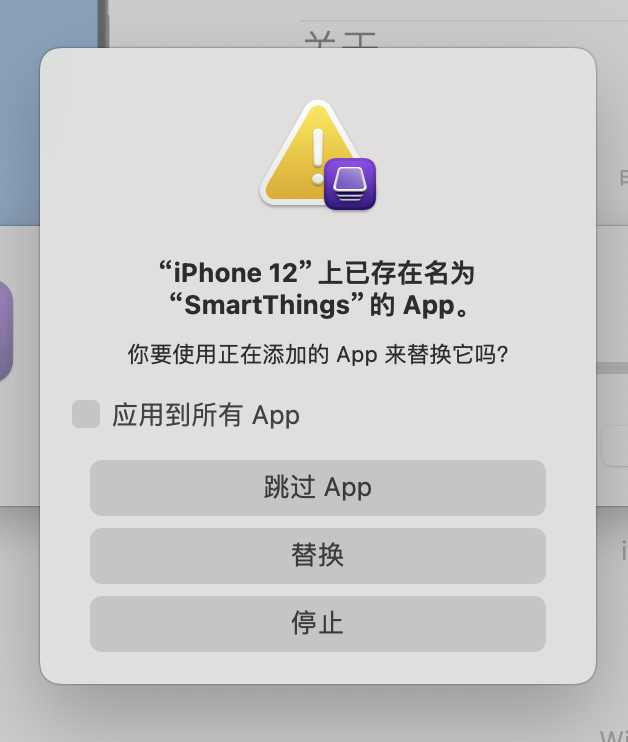 关于
“iPhone 12”上已存在名为
“SmartThings”的 App。
你要使用正在添加的 App 来替换它吗?
应用到所有 App
跳过 App
替换
停止